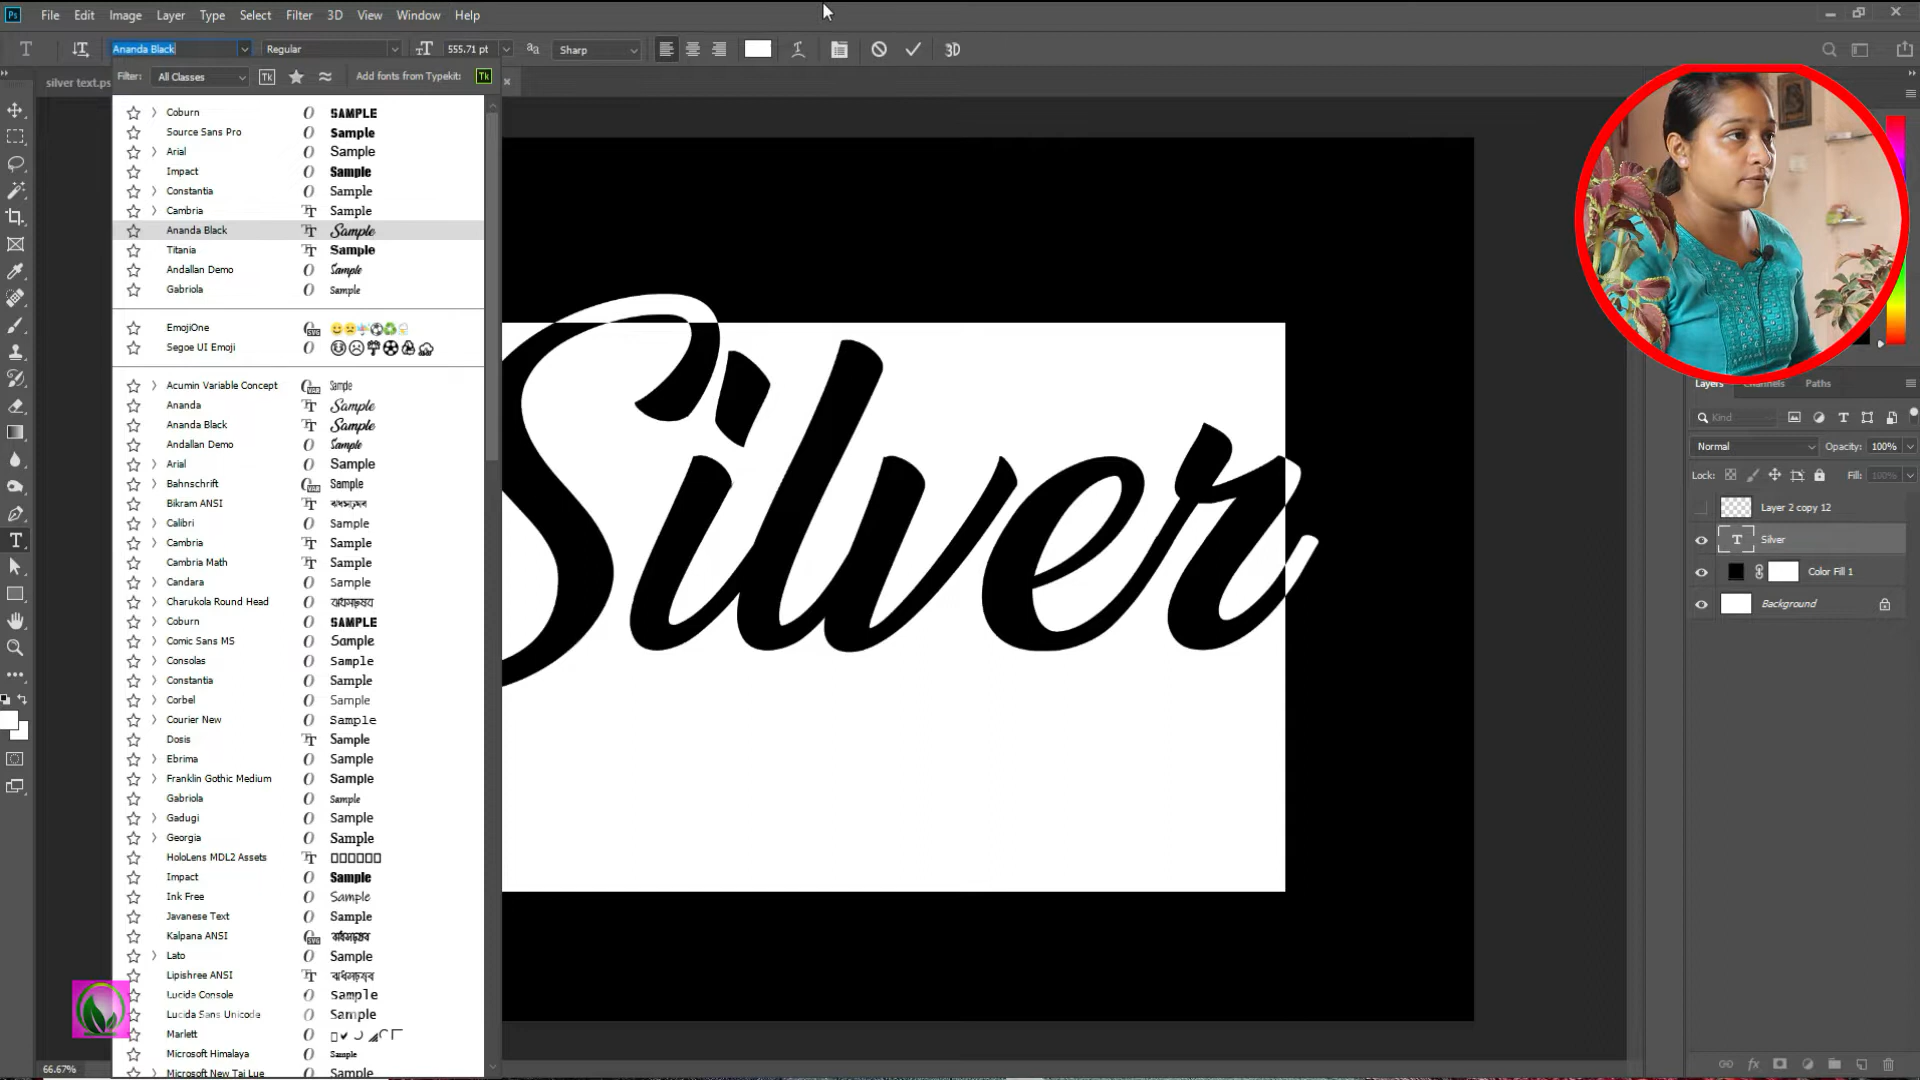 Ps File Edit Image Layer Type Select Filter 3D View Window Help
T Ananda Black Regular 555.71 pt Sharp 3D
silver text.ps
Filter: All Classes Tk Add fonts from Typekit: Tk
Coburn SAMPLE
Source Sans Pro Sample
Arial Sample
Impact Sample
Constantia Sample
Cambria Sample
Ananda Black Sample
Titania Sample
Andallan Demo Sample
Gabriola Sample
EmojiOne
Segoe UI Emoji
Acumin Variable Concept Sample
Ananda Sample
Ananda Black Sample
Andallan Demo Sample
Arial Sample
Bahnschrift Sample
Bikram ANSI
Calibri Sample
Cambria Sample
Cambria Math Sample
Candara Sample
Charukola Round Head
Coburn SAMPLE
Comic Sans MS Sample
Consolas Sample
Constantia Sample
Corbel Sample
Courier New Sample
Dosis Sample
Ebrima Sample
Franklin Gothic Medium Sample
Gabriola Sample
Gadugi Sample
Georgia Sample
HoloLens MDL2 Assets
Impact Sample
Ink Free Sample
Javanese Text Sample
Kalpana ANSI
Lato Sample
Lipishree ANSI
Lucida Console Sample
Lucida Sans Unicode Sample
Marlett
Microsoft Himalaya Sample
Microsoft New Tai Lue Sample
66.67%
Silver
Layers Channels Paths
Kind
Normal Opacity: 100%
Lock: Fill: 100%
Layer 2 copy 12
T Silver
Color Fill 1
Background
fx